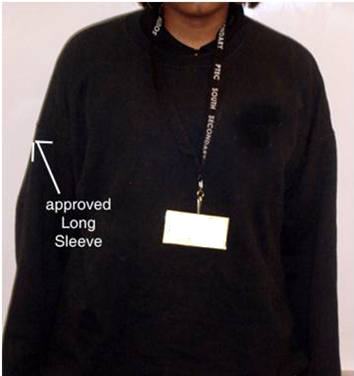 PTEC SOUTH SECONDARY
approved
Long
Sleeve